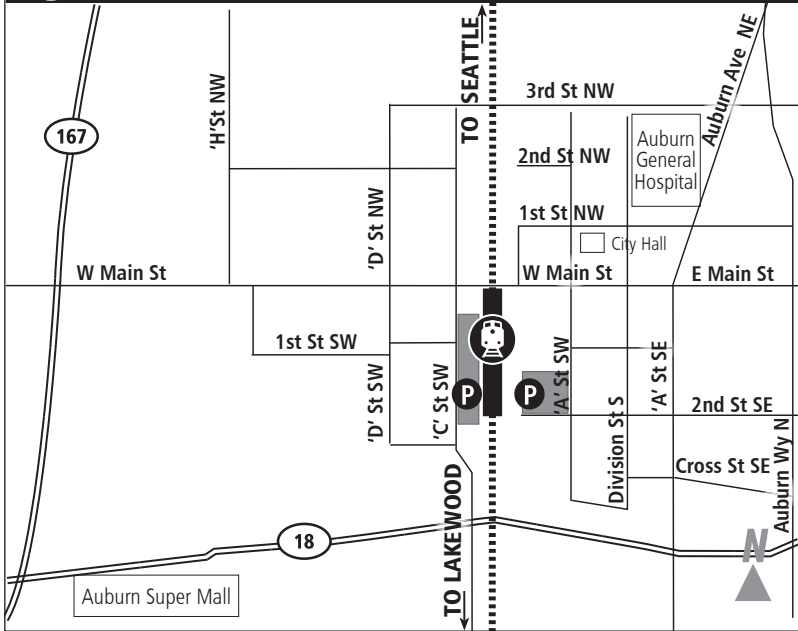 TO SEATTLE
Auburn Ave NE
'H'St NW
3rd St NW
167
Auburn
General
Hospital
2nd St NW
'D' St NW
1st St NW
City Hall
W Main St
W Main St
E Main St
1st St SW
'D' St SW
'C' St SW
P
P
'A' St SW
'A' St SE
2nd St SE
Division St S
Cross St SE
Auburn Wy N
TO LAKEWOOD
18
N
Auburn Super Mall